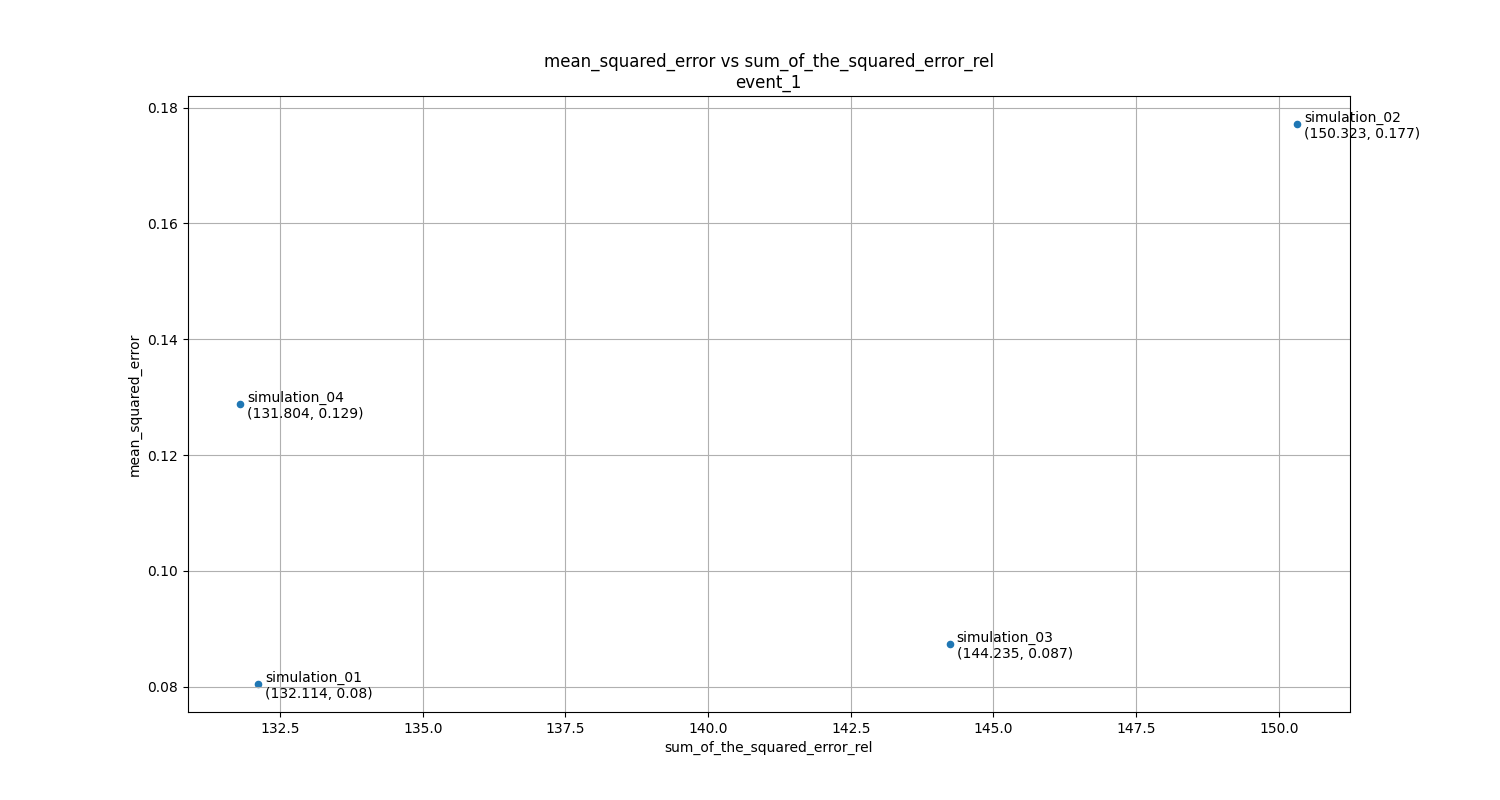 mean_squared_error vs sum_of_the_squared_error_rel
event_1
0.18
0.16
0.14
0.12
0.10
0.08
mean_squared_error
simulation_02
(150.323, 0.177)
simulation_04
(131.804, 0.129)
simulation_03
(144.235, 0.087)
simulation_01
(132.114, 0.08)
132.5 135.0 137.5 140.0 142.5 145.0 147.5 150.0
sum_of_the_squared_error_rel